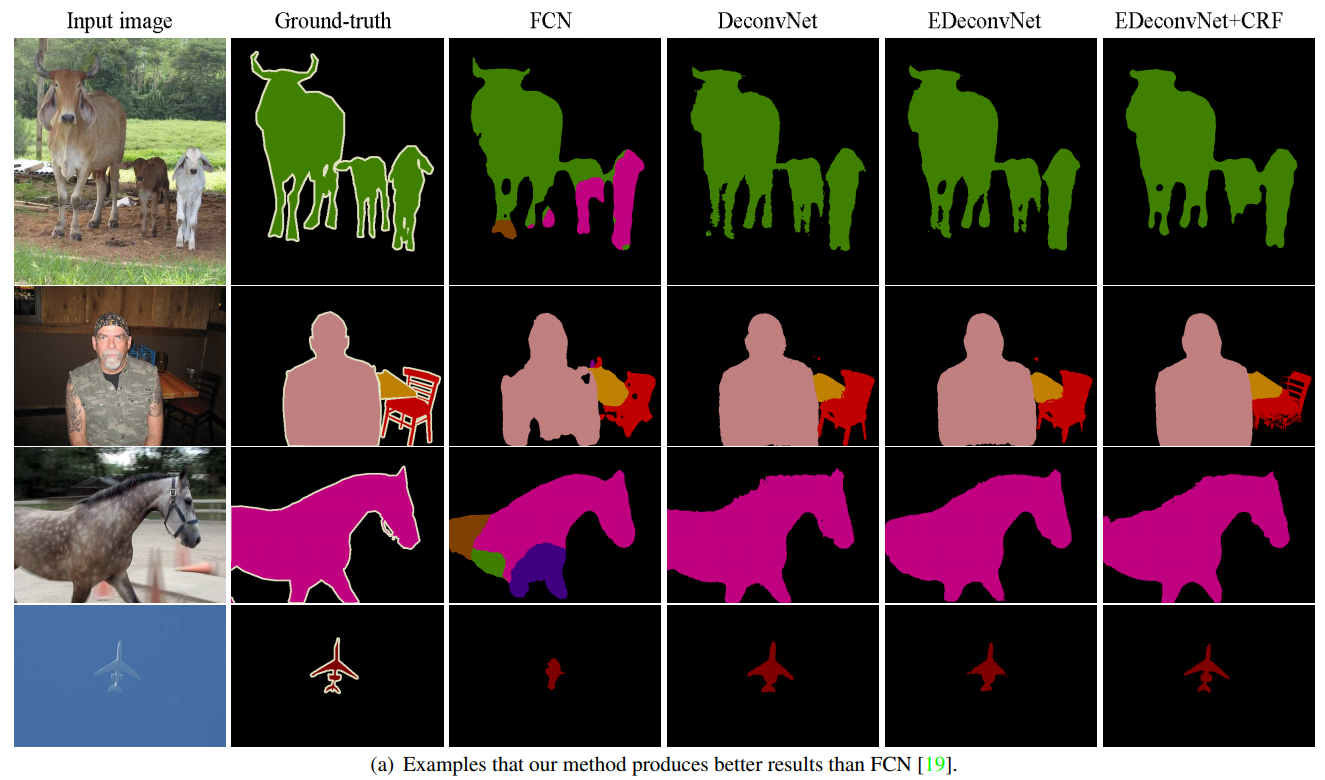 Input image Ground-truth FCN DeconvNet EDeconvNet EDeconvNet+CRF
(a) Examples that our method produces better results than FCN [19].